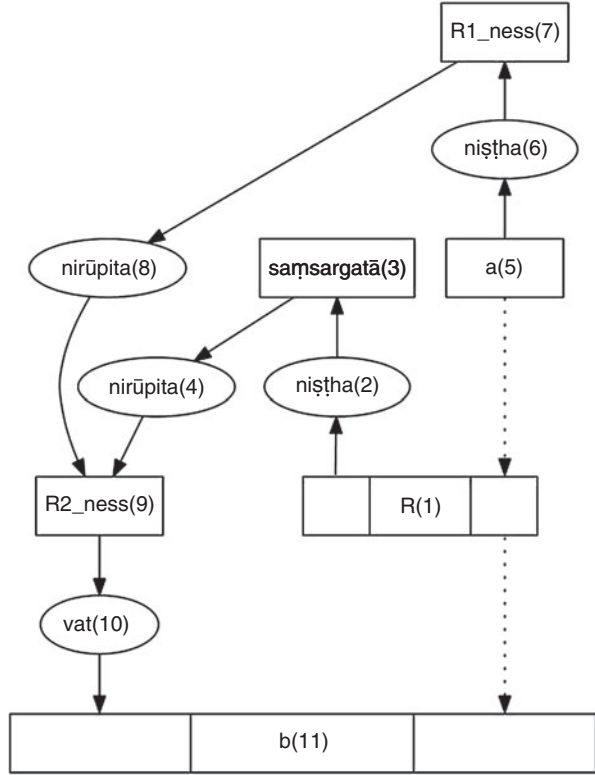 R1_ness(7)
niṣṭha(6)
nirūpita(8)
saṃsargatā(3)
a(5)
nirūpita(4)
niṣṭha(2)
R2_ness(9)
R(1)
vat(10)
b(11)